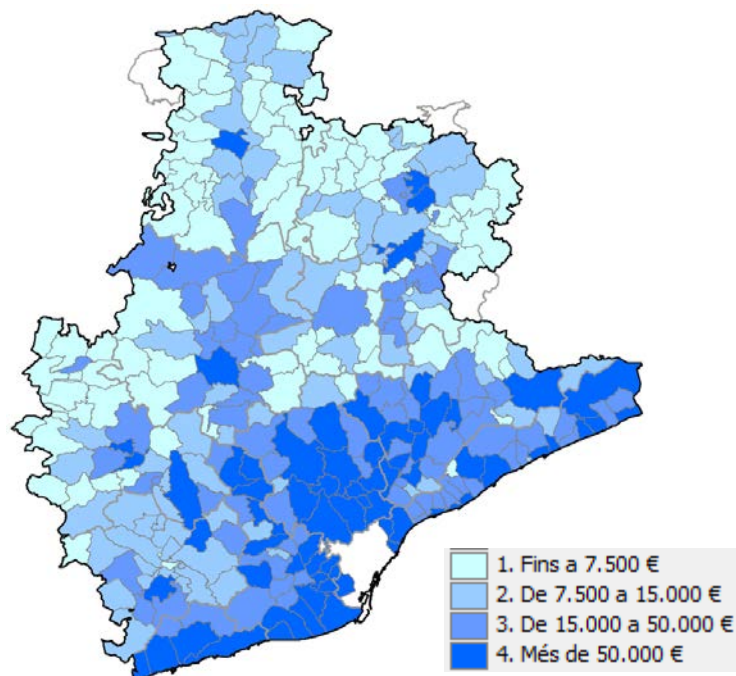 1. Fins a 7.500 €
2. De 7.500 a 15.000 €
3. De 15.000 a 50.000 €
4. Més de 50.000 €